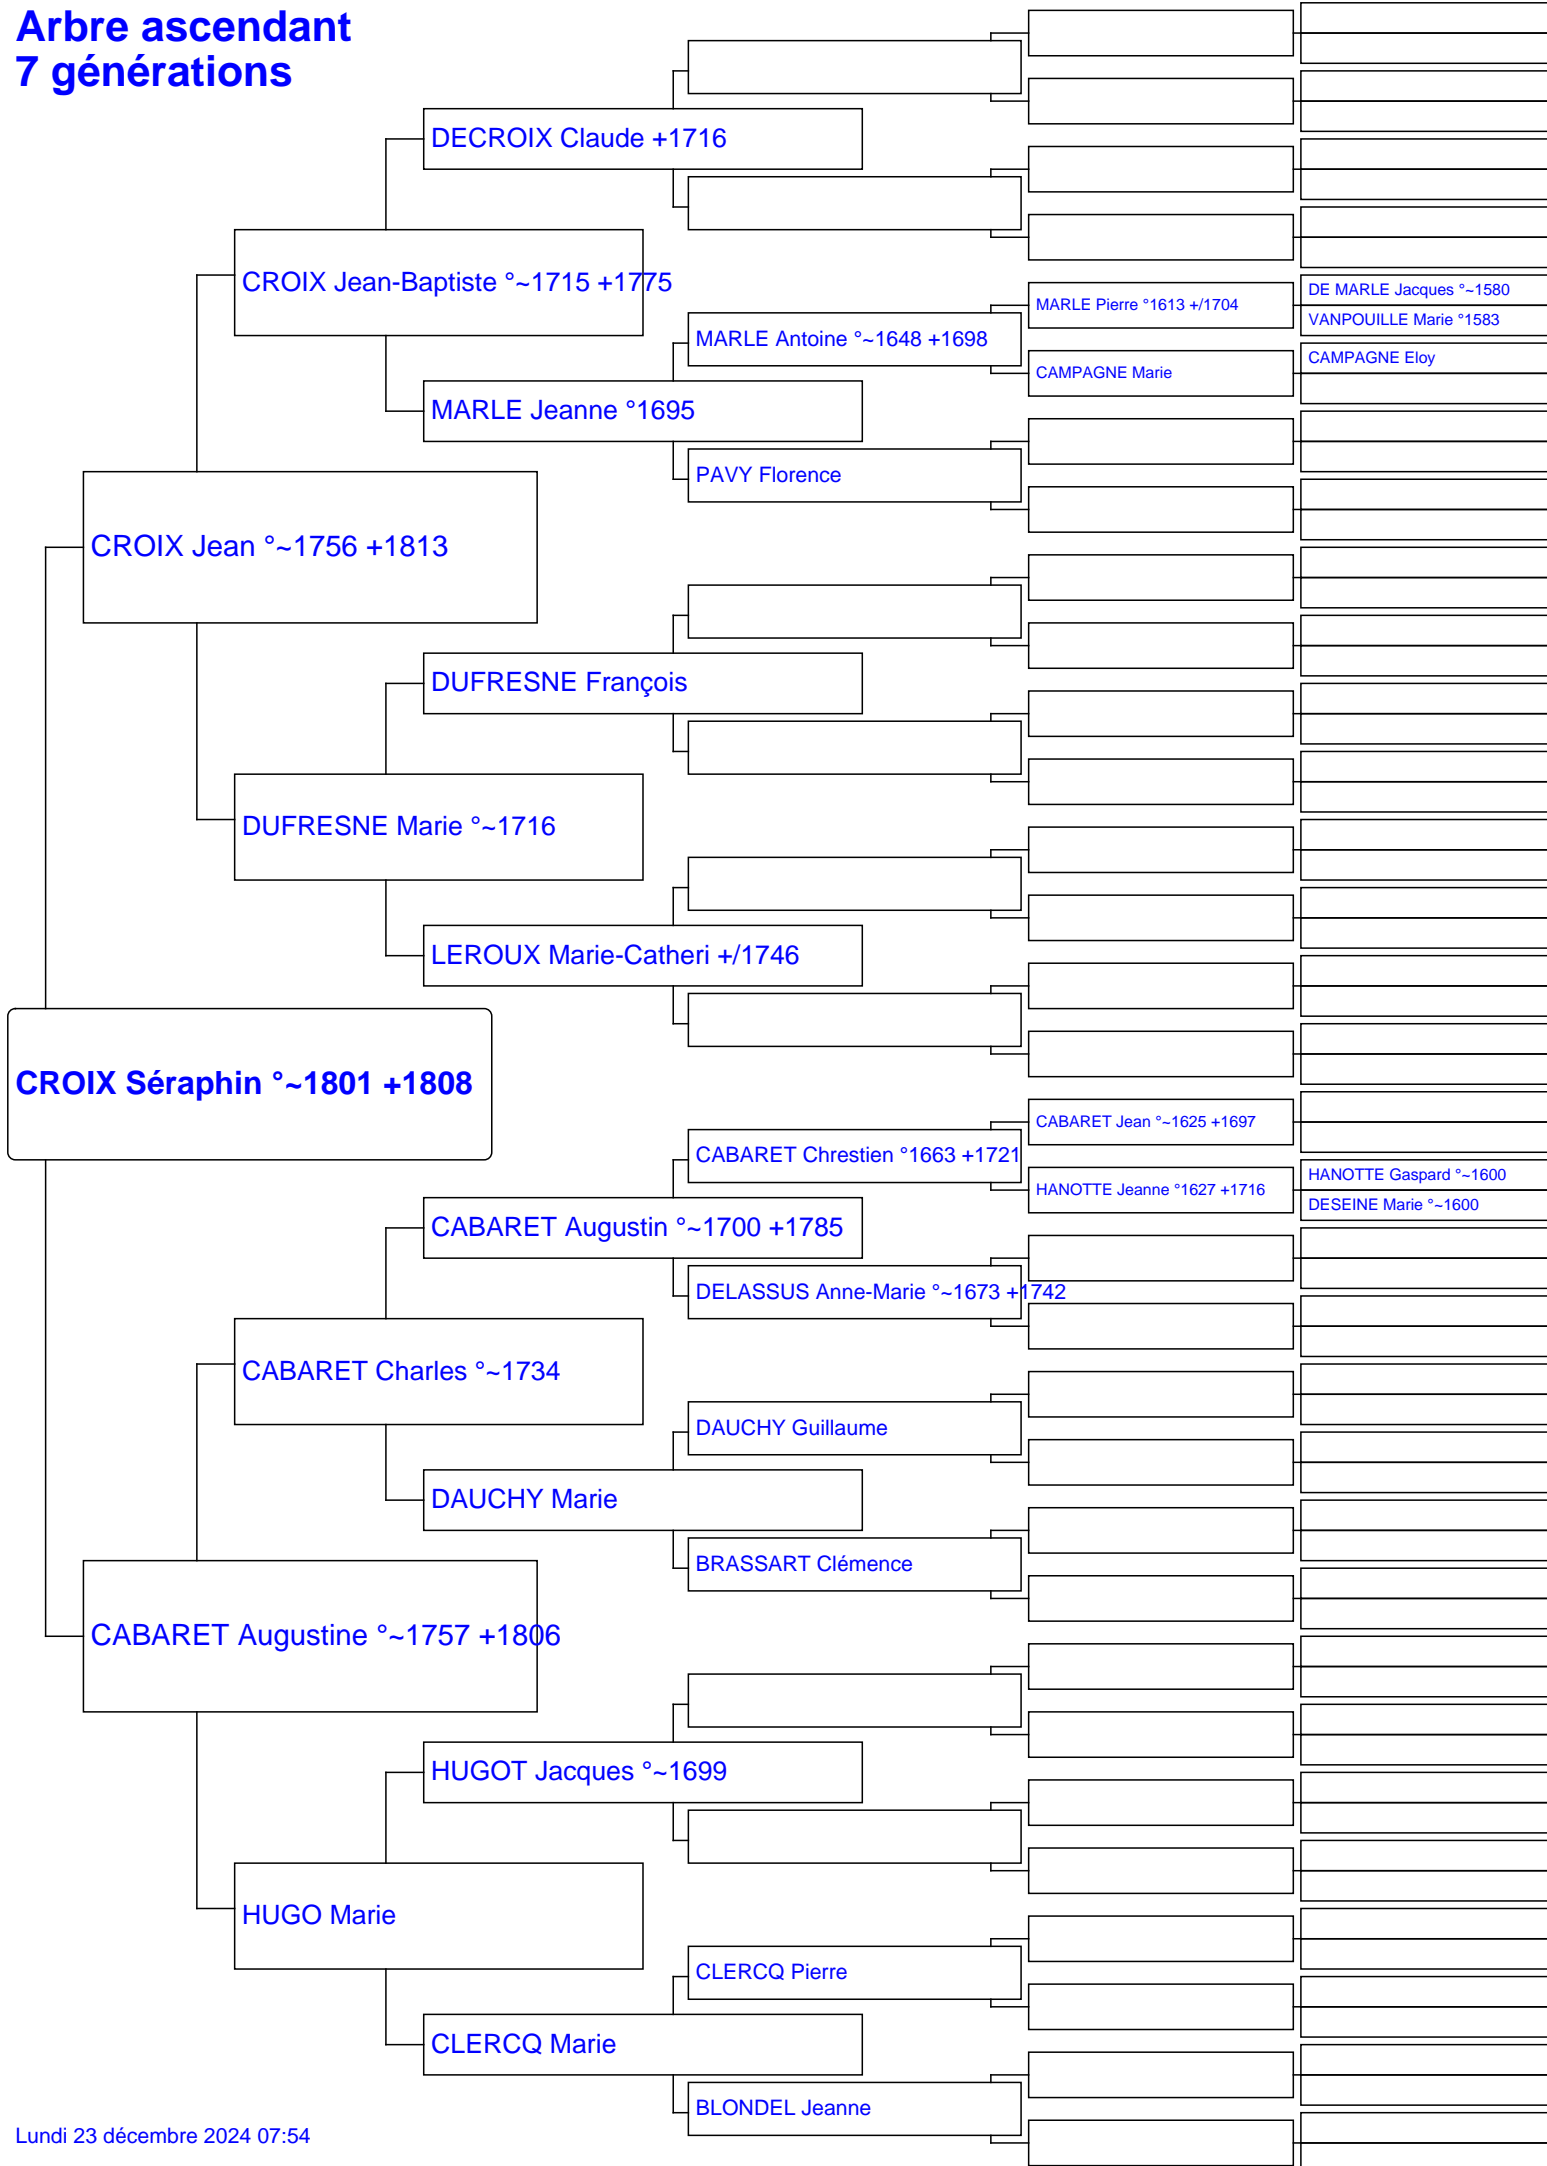 Arbre ascendant
7 générations
DECROIX Claude +1716
CROIX Jean-Baptiste °~1715 +1775
DE MARLE Jacques °~1580
MARLE Pierre °1613 +/1704
VANPOUILLE Marie °1583
MARLE Antoine °~1648 +1698
CAMPAGNE Eloy
CAMPAGNE Marie
MARLE Jeanne °1695
PAVY Florence
CROIX Jean °~1756 +1813
DUFRESNE François
DUFRESNE Marie °~1716
LEROUX Marie-Catheri +/1746
CROIX Séraphin °~1801 +1808
CABARET Jean °~1625 +1697
CABARET Chrestien °1663 +1721
HANOTTE Gaspard °~1600
HANOTTE Jeanne °1627 +1716
DESEINE Marie °~1600
CABARET Augustin °~1700 +1785
DELASSUS Anne-Marie °~1673 +1742
CABARET Charles °~1734
DAUCHY Guillaume
DAUCHY Marie
BRASSART Clémence
CABARET Augustine °~1757 +1806
HUGOT Jacques °~1699
HUGO Marie
CLERCQ Pierre
CLERCQ Marie
BLONDEL Jeanne
Lundi 23 décembre 2024 07:54